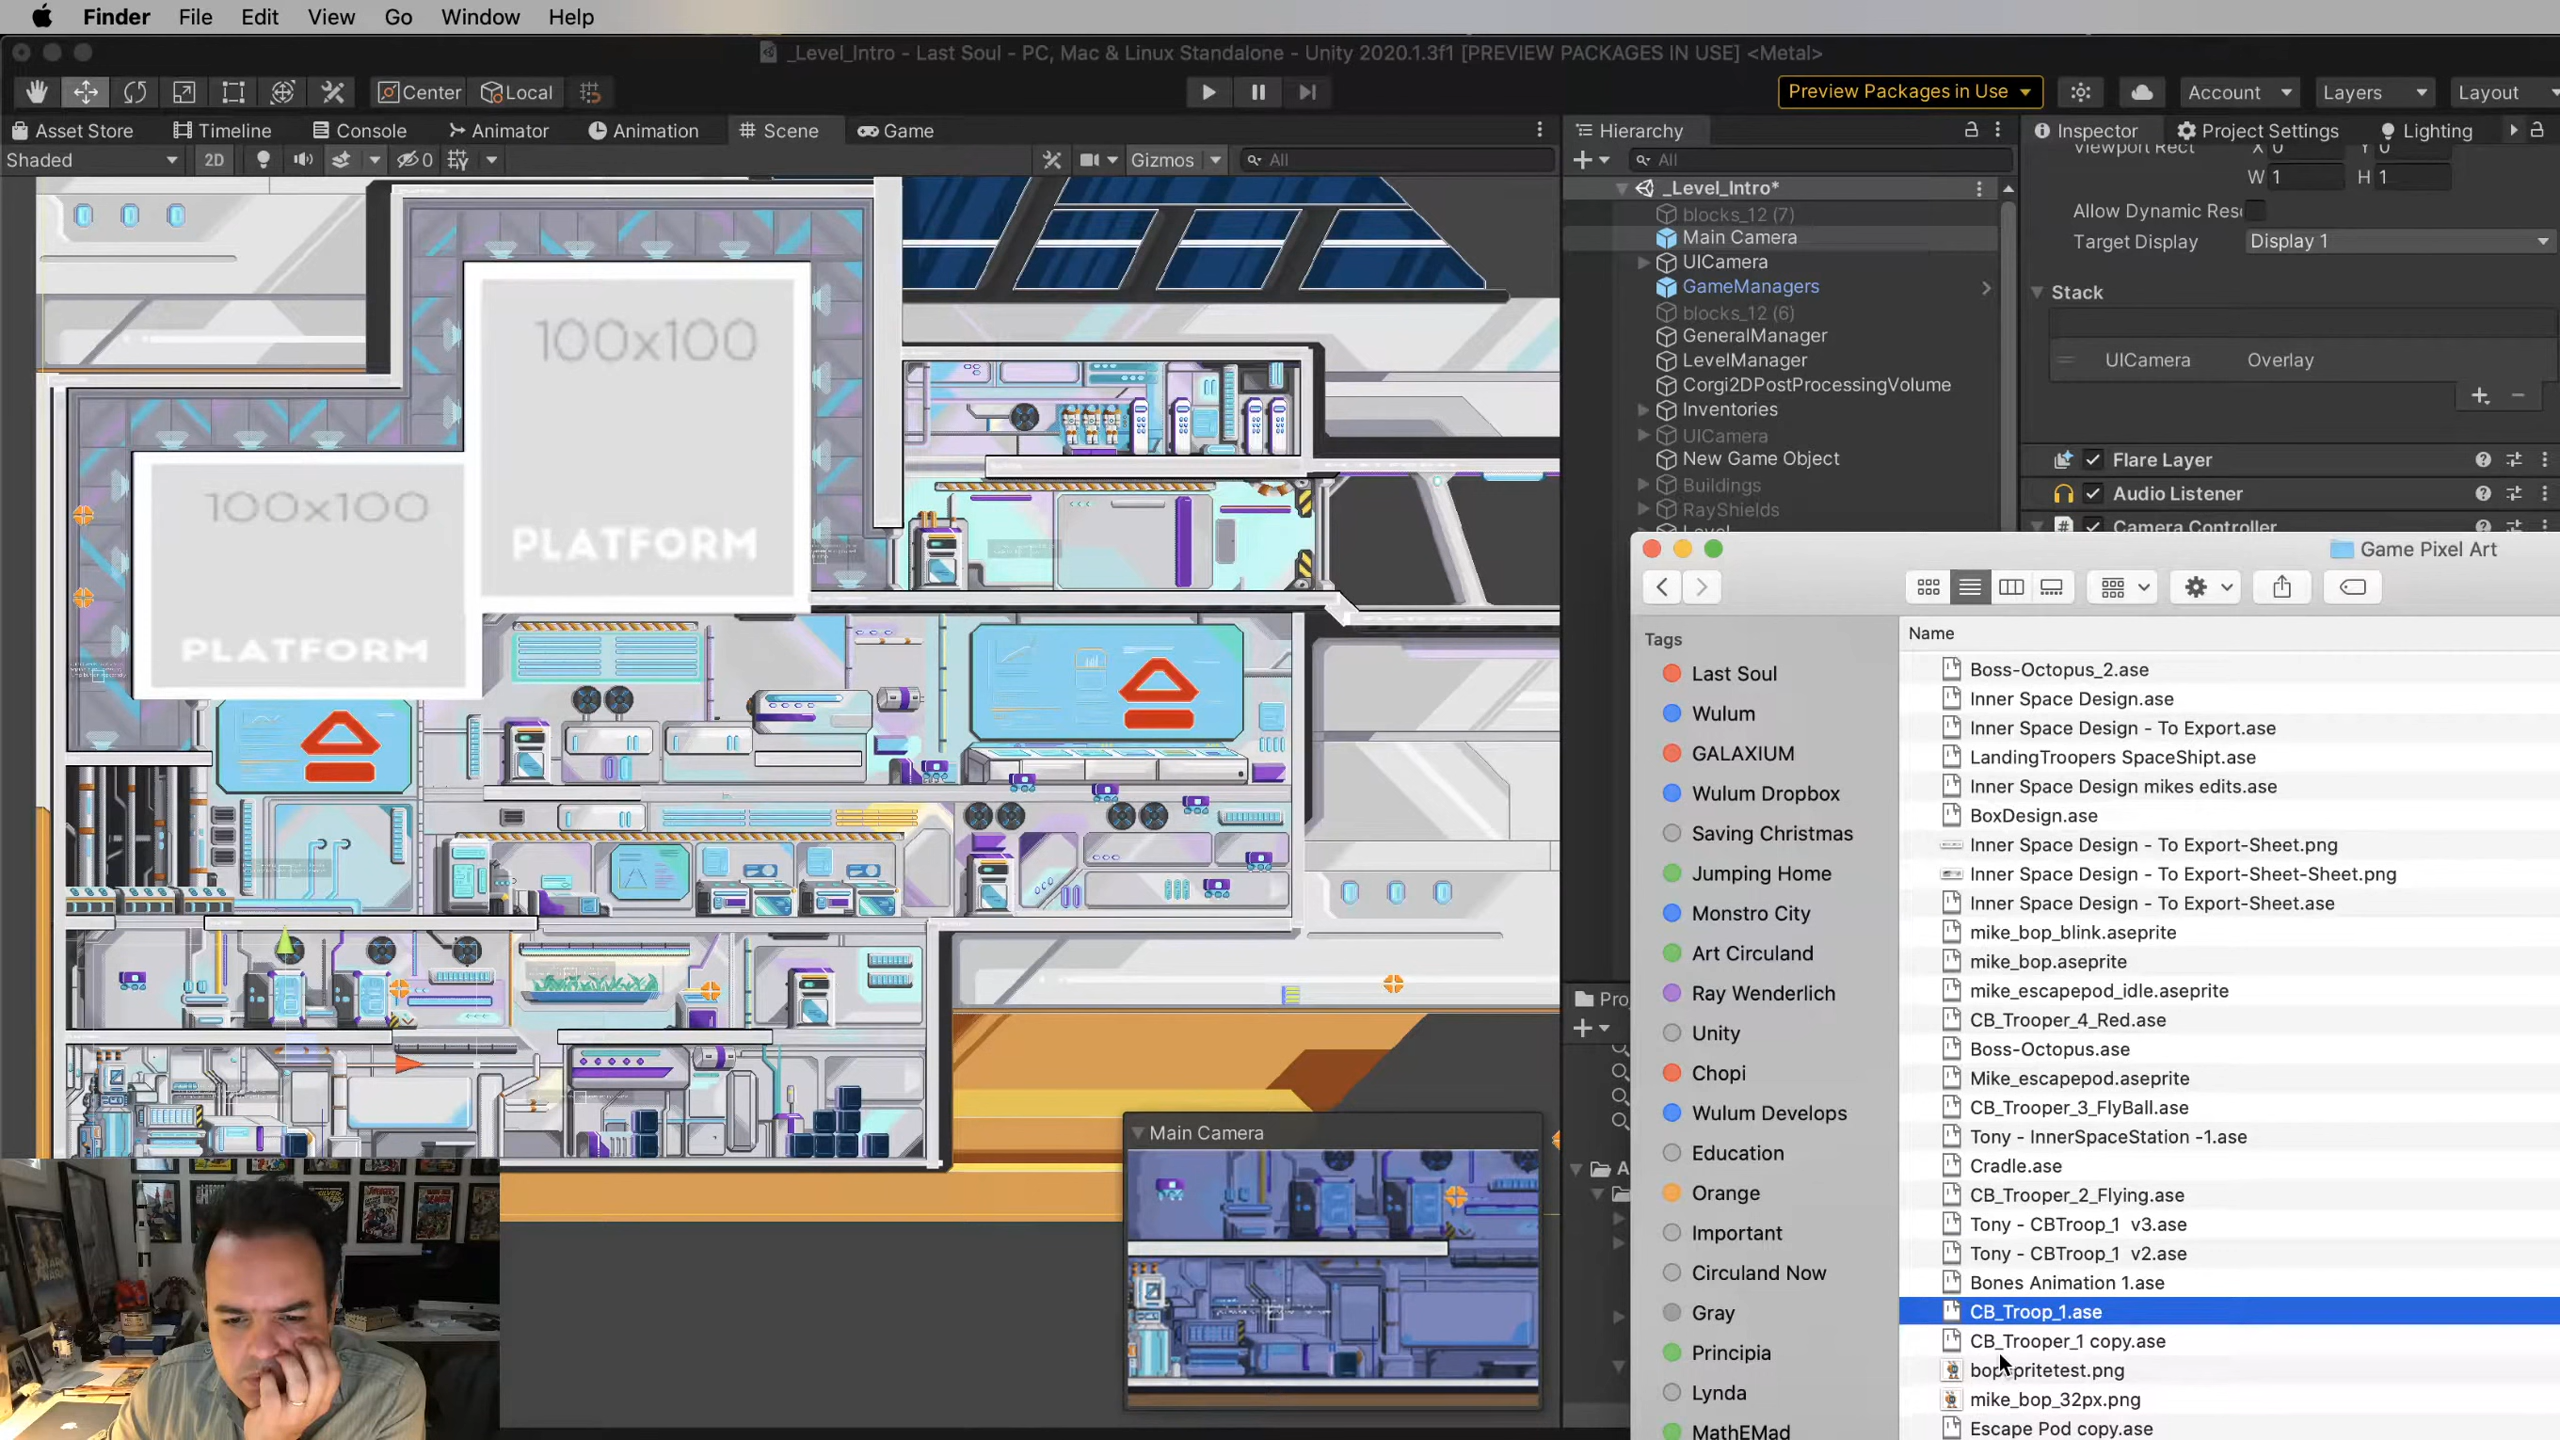 Finder File Edit View Go Window Help
_Level_Intro - Last Soul - PC, Mac & Linux Standalone - Unity 2020.1.3f1 [PREVIEW PACKAGES IN USE] <Metal>
Center Local Preview Packages in Use Account Layers Layout
Asset Store Timeline Console Animator Animation Scene Game
Shaded 2D 0 Gizmos All
100x100
PLATFORM
100x100
PLATFORM
Main Camera
Hierarchy
All
_Level_Intro*
blocks_12 (7)
Main Camera
UICamera
GameManagers
blocks_12 (6)
GeneralManager
LevelManager
Corgi2DPostProcessingVolume
Inventories
UICamera
New Game Object
Buildings
RayShields
Level
Inspector Project Settings Lighting
Viewport Rect X 0 Y 0
W 1 H 1
Allow Dynamic Res
Target Display Display 1
Stack
UICamera Overlay
Flare Layer
Audio Listener
Camera Controller
Pro
A
Game Pixel Art
Tags
Last Soul
Wulum
GALAXIUM
Wulum Dropbox
Saving Christmas
Jumping Home
Monstro City
Art Circuland
Ray Wenderlich
Unity
Chopi
Wulum Develops
Education
Orange
Important
Circuland Now
Gray
Principia
Lynda
MathEMad
Name
Boss-Octopus_2.ase
Inner Space Design.ase
Inner Space Design - To Export.ase
LandingTroopers SpaceShipt.ase
Inner Space Design mikes edits.ase
BoxDesign.ase
Inner Space Design - To Export-Sheet.png
Inner Space Design - To Export-Sheet-Sheet.png
Inner Space Design - To Export-Sheet.ase
mike_bop_blink.aseprite
mike_bop.aseprite
mike_escapepod_idle.aseprite
CB_Trooper_4_Red.ase
Boss-Octopus.ase
Mike_escapepod.aseprite
CB_Trooper_3_FlyBall.ase
Tony - InnerSpaceStation -1.ase
Cradle.ase
CB_Trooper_2_Flying.ase
Tony - CBTroop_1 v3.ase
Tony - CBTroop_1 v2.ase
Bones Animation 1.ase
CB_Troop_1.ase
CB_Trooper_1 copy.ase
bopspritetest.png
mike_bop_32px.png
Escape Pod copy.ase